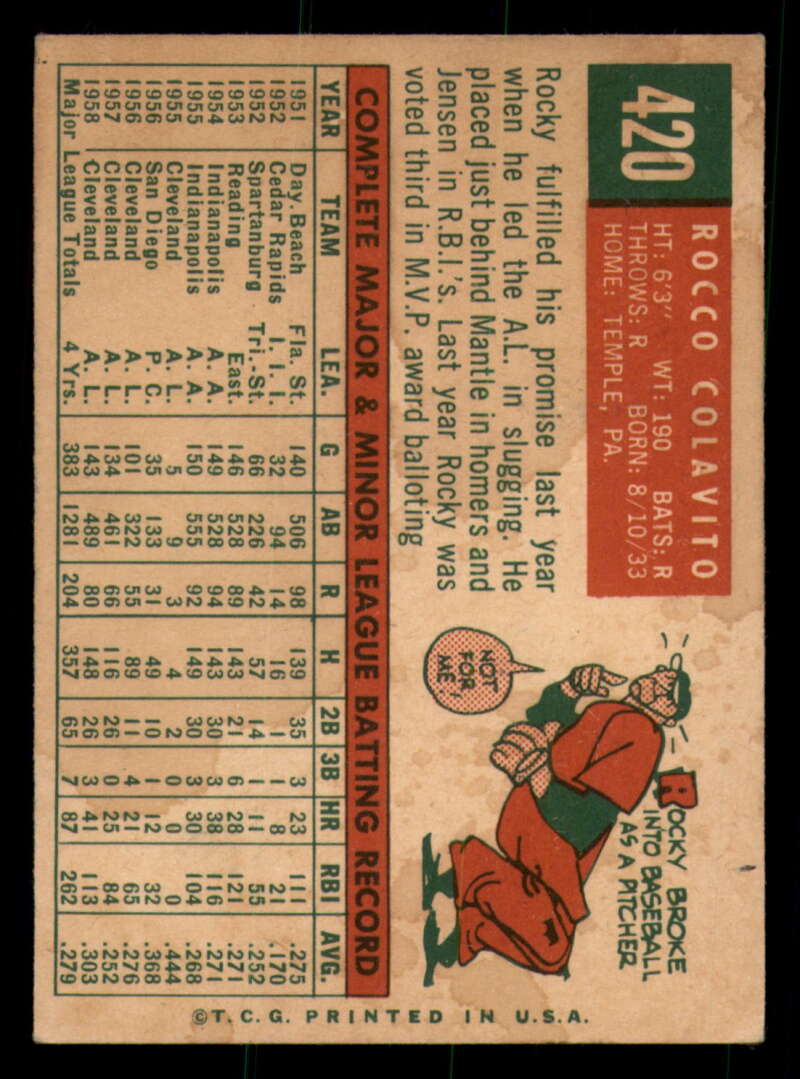 420
ROCCO COLAVITO
HT: 6'3" WT: 190 BATS: R
THROWS: R BORN: 8/10/33
HOME: TEMPLE, PA.
Rocky fulfilled his promise last year
when he led the A.L. in slugging. He
placed just behind Mantle in homers and
Jensen in R.B.I.'s. Last year Rocky was
voted third in M.V.P. award balloting
ROCKY BROKE
INTO BASEBALL
AS A PITCHER
NOT
FOR
ME!
COMPLETE MAJOR & MINOR LEAGUE BATTING RECORD
YEAR TEAM LEA. G AB R H 2B 3B HR RBI AVG.
1951 Day. Beach Fla. St. 140 506 98 139 35 3 23 111 .275
1952 Cedar Rapids I. I. I. 32 94 14 16 1 1 8 21 .170
1952 Spartanburg Tri.-St. 66 226 42 57 14 1 11 55 .252
1953 Reading East. 146 528 89 143 21 6 28 121 .271
1954 Indianapolis A. A. 149 528 94 143 30 3 38 116 .271
1955 Indianapolis A. A. 150 555 92 149 30 3 30 104 .268
1955 Cleveland A. L. 5 9 3 4 2 0 0 0 .444
1956 San Diego P. C. 35 133 31 49 10 1 12 32 .368
1956 Cleveland A. L. 101 322 55 89 11 4 21 65 .276
1957 Cleveland A. L. 134 461 66 116 26 0 25 84 .252
1958 Cleveland A. L. 143 489 80 148 26 3 41 113 .303
Major League Totals 4 Yrs. 383 1281 204 357 65 7 87 262 .279
©T.C.G. PRINTED IN U.S.A.